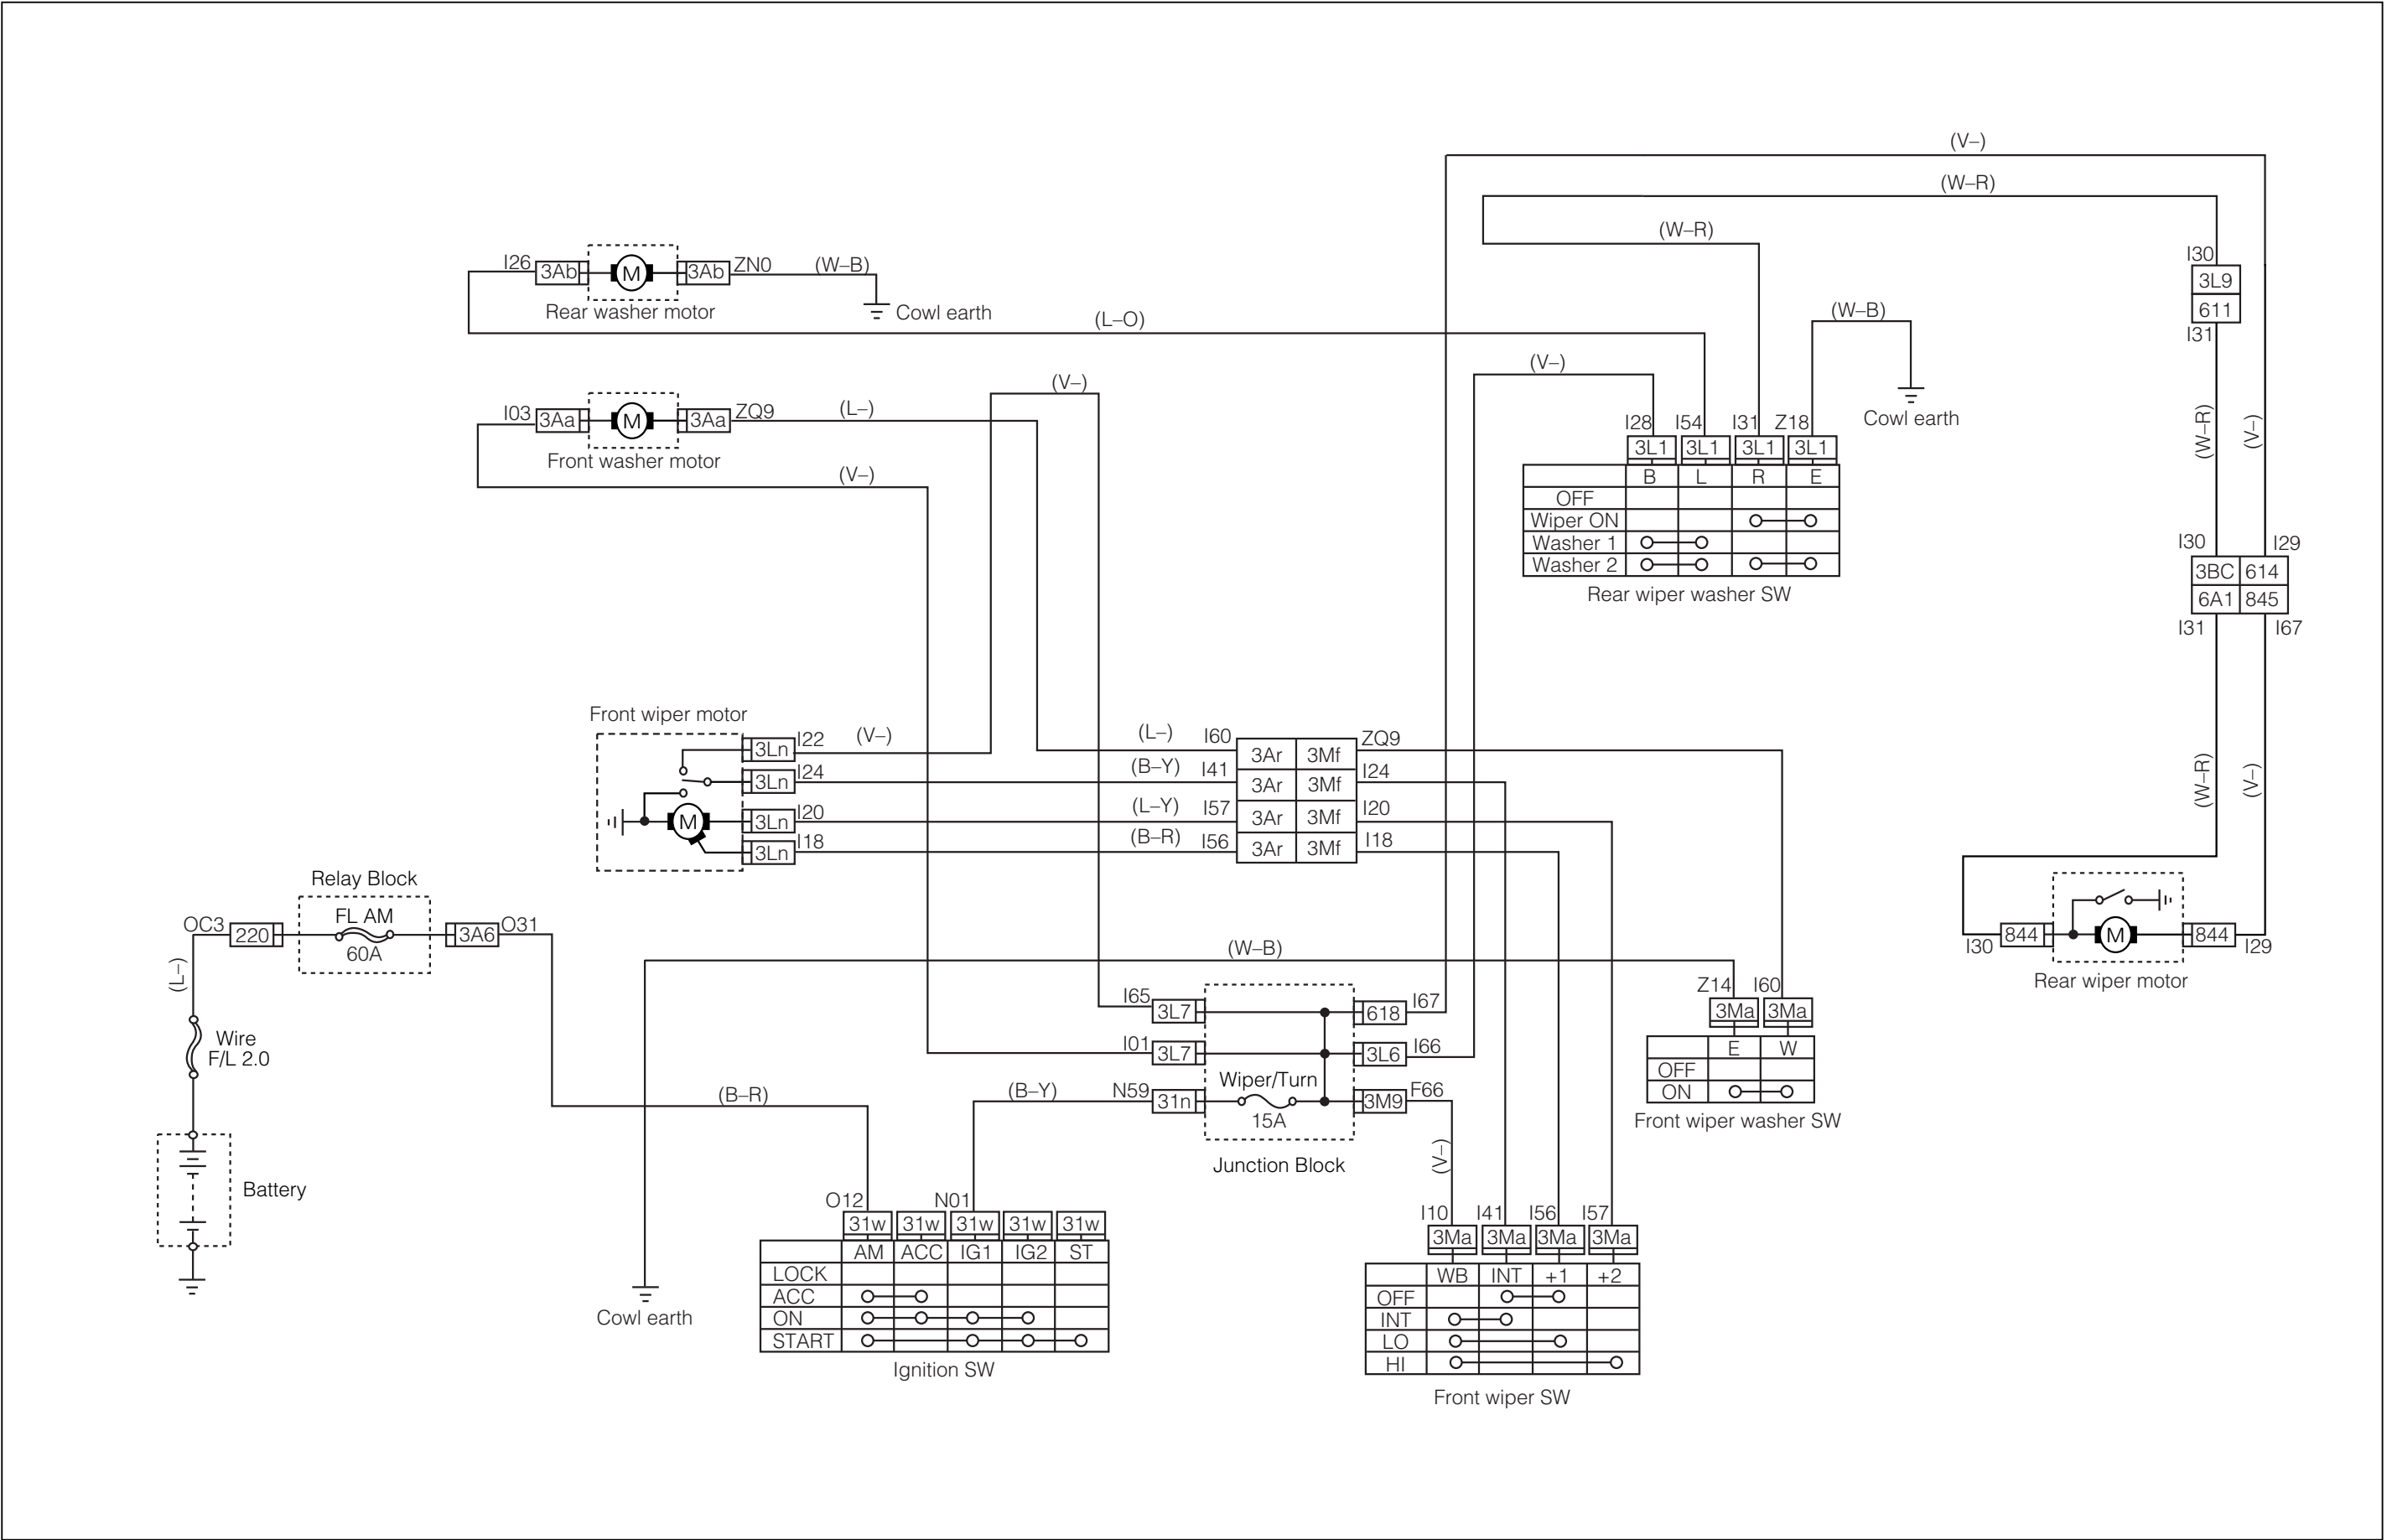 (V–)
(W–R)
(W–R)
I26 3Ab M 3Ab ZN0 (W–B)
Rear washer motor
Cowl earth
I30
3L9
611
I31
(L–O)
(W–B)
Cowl earth
(V–)
(V–)
I03 3Aa M 3Aa ZQ9 (L–)
Front washer motor
(V–)
(W–R) (V–)
I28 I54 I31 Z18
3L1 3L1 3L1 3L1
B L R E
OFF
Wiper ON
Washer 1
Washer 2
Rear wiper washer SW
I30 I29
3BC 614
6A1 845
I31 I67
Front wiper motor
3Ln I22 (V–)
3Ln I24
M 3Ln I20
3Ln I18
(L–) I60 3Ar 3Mf ZQ9
(B–Y) I41 3Ar 3Mf I24
(L–Y) I57 3Ar 3Mf I20
(B–R) I56 3Ar 3Mf I18
(W–R) (V–)
Relay Block
OC3 220 FL AM 3A6 O31
60A
(L–)
Wire
F/L 2.0
Battery
I30 844 M 844 I29
Rear wiper motor
(W–B)
I65 3L7 618 I67
I01 3L7 3L6 I66
Wiper/Turn
(B–Y) N59 31n 3M9 F66
15A
Junction Block
(B–R)
(V–)
Z14 I60
3Ma 3Ma
E W
OFF
ON
Front wiper washer SW
Cowl earth
O12 N01
31w 31w 31w 31w 31w
AM ACC IG1 IG2 ST
LOCK
ACC
ON
START
Ignition SW
I10 I41 I56 I57
3Ma 3Ma 3Ma 3Ma
WB INT +1 +2
OFF
INT
LO
HI
Front wiper SW